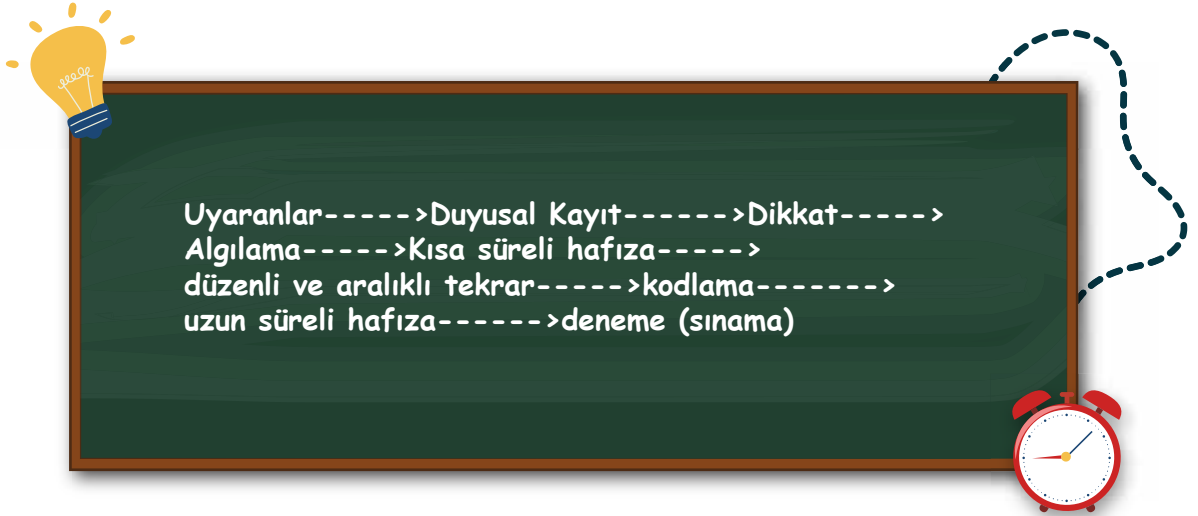 Uyaranlar----->Duyusal Kayıt------>Dikkat----->
Algılama----->Kısa süreli hafıza----->
düzenli ve aralıklı tekrar----->kodlama------->
uzun süreli hafıza------>deneme (sınama)